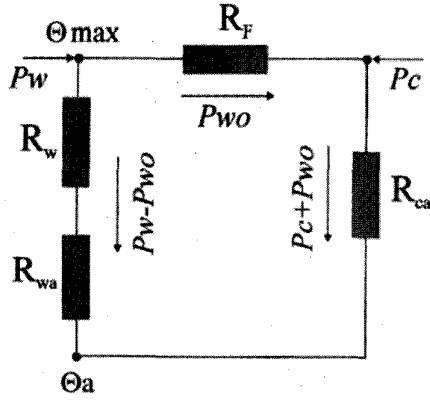 Θmax
R_F
Pw
Pwo
Pc
R_w
Pw-Pwo
Pc+Pwo
R_ca
R_wa
Θa